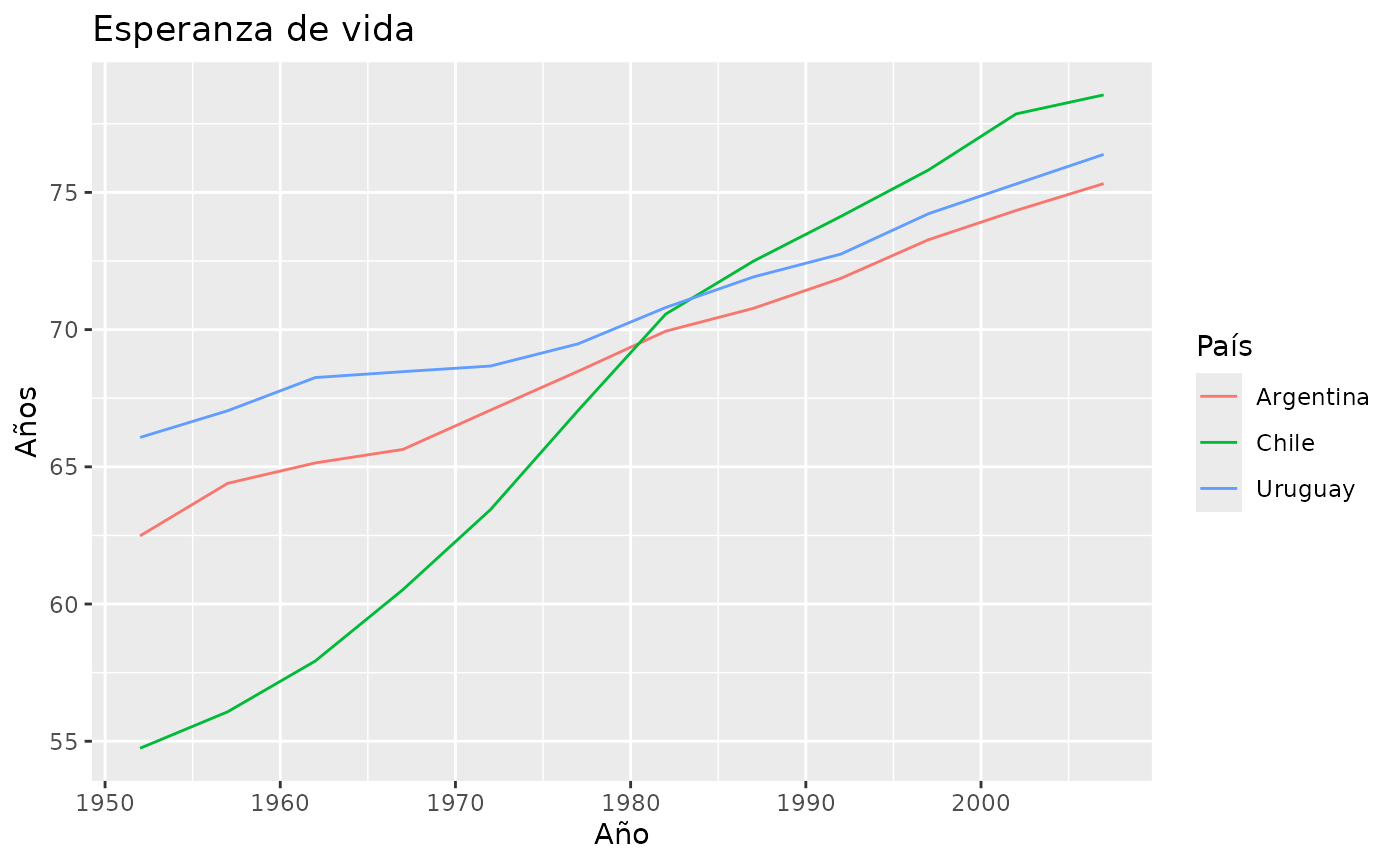 Esperanza de vida
Años
75
70
65
60
55
1950 1960 1970 1980 1990 2000
Año
País
Argentina
Chile
Uruguay